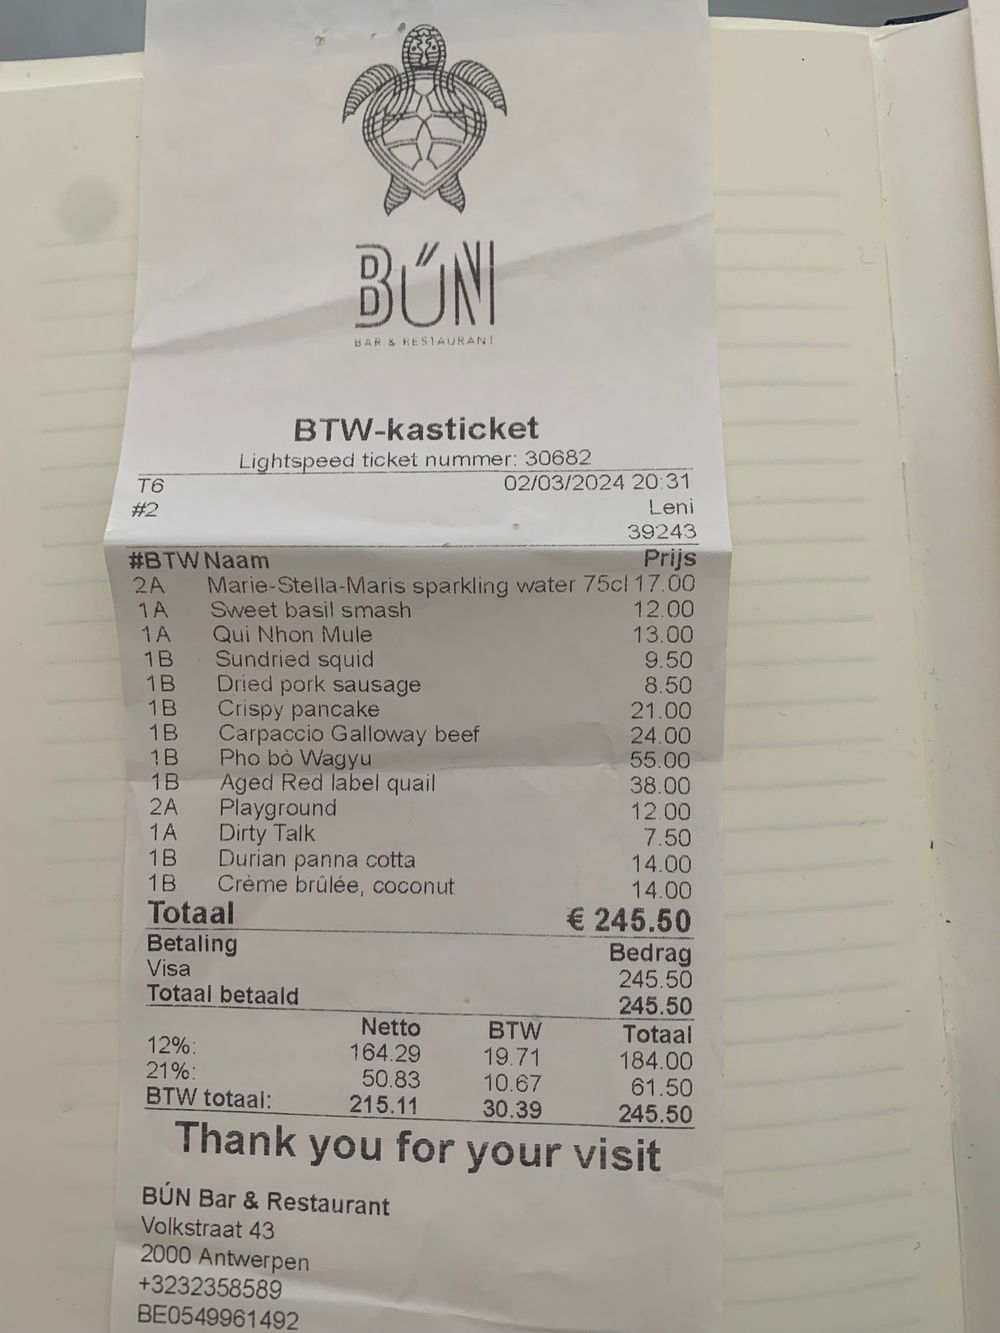 BÚN
BAR & RESTAURANT
BTW-kasticket
Lightspeed ticket nummer: 30682
T6 02/03/2024 20:31
#2 Leni
39243
#BTW Naam Prijs
2A Marie-Stella-Maris sparkling water 75cl 17.00
1A Sweet basil smash 12.00
1A Qui Nhon Mule 13.00
1B Sundried squid 9.50
1B Dried pork sausage 8.50
1B Crispy pancake 21.00
1B Carpaccio Galloway beef 24.00
1B Pho bò Wagyu 55.00
1B Aged Red label quail 38.00
2A Playground 12.00
1A Dirty Talk 7.50
1B Durian panna cotta 14.00
1B Crème brûlée, coconut 14.00
Totaal € 245.50
Betaling Bedrag
Visa 245.50
Totaal betaald 245.50
Netto BTW Totaal
12%: 164.29 19.71 184.00
21%: 50.83 10.67 61.50
BTW totaal: 215.11 30.39 245.50
Thank you for your visit
BÚN Bar & Restaurant
Volkstraat 43
2000 Antwerpen
+3232358589
BE0549961492